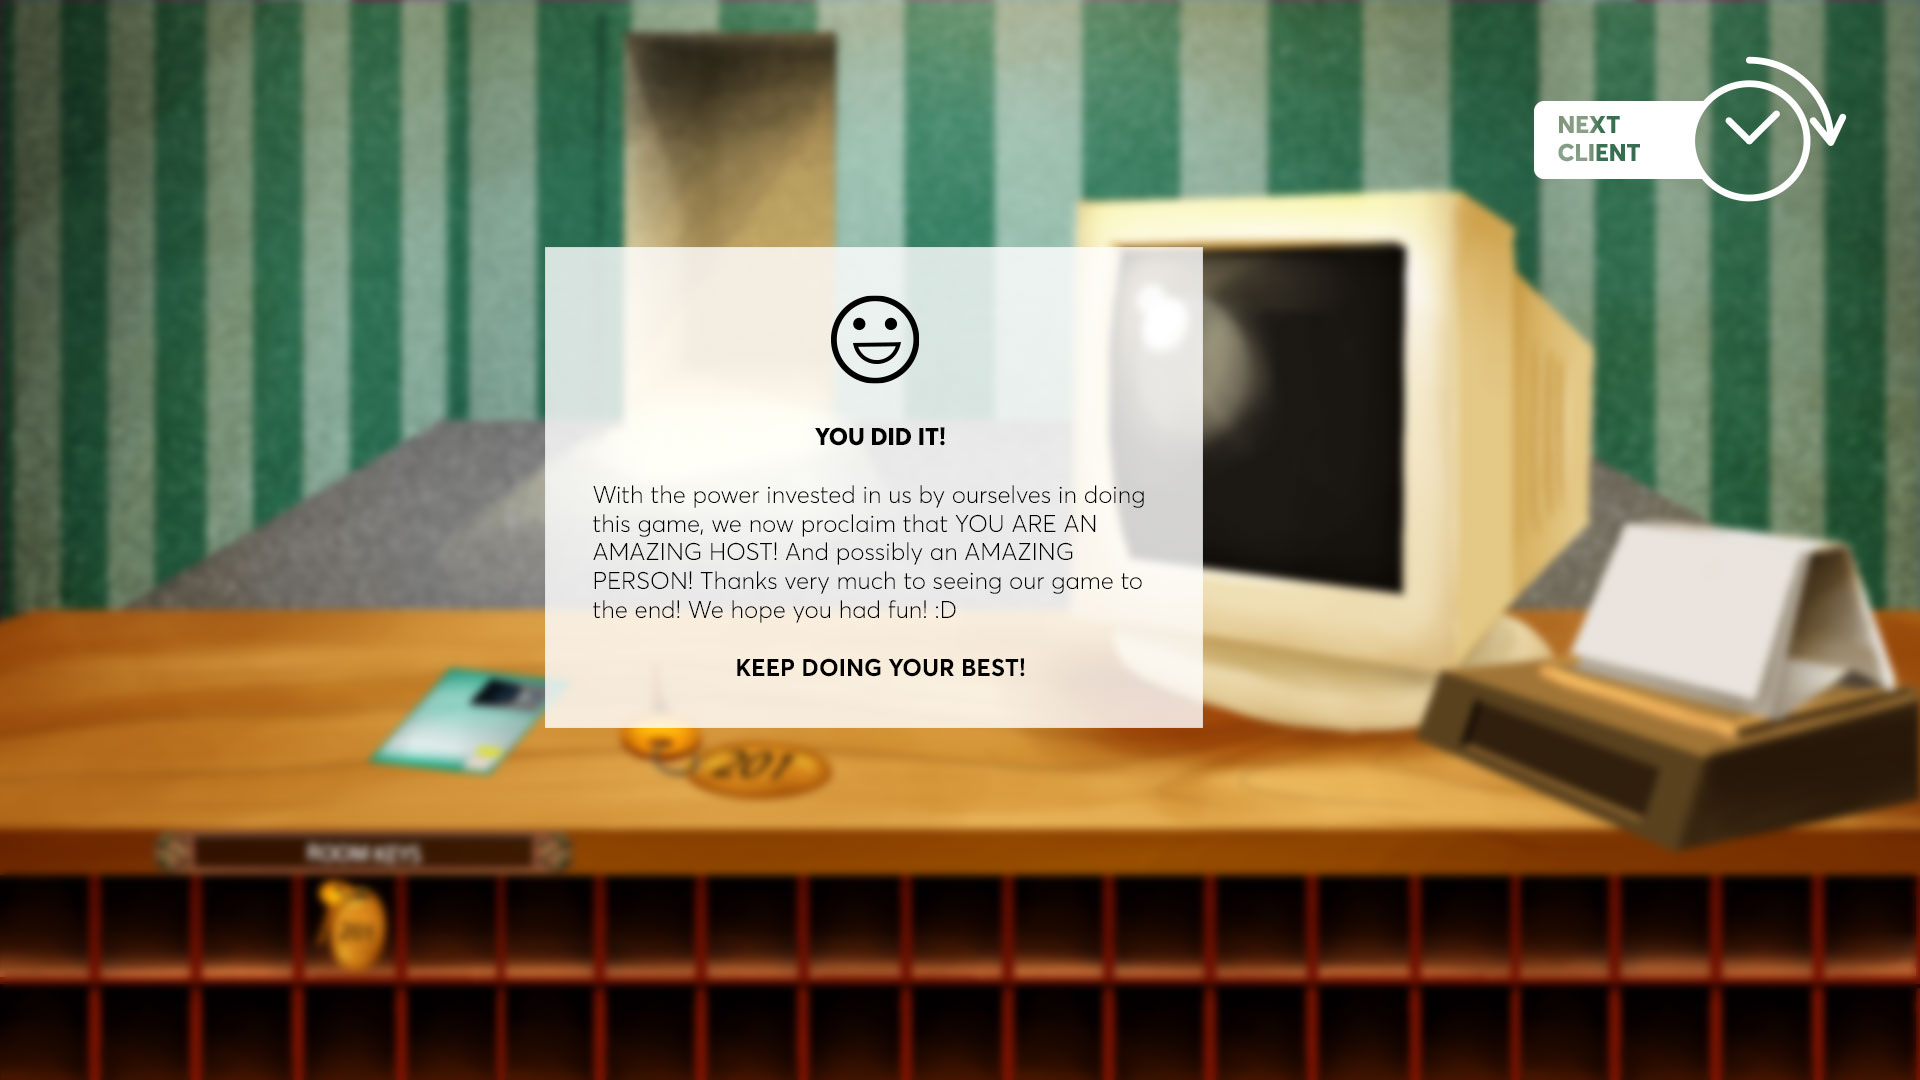 NEXT
CLIENT
YOU DID IT!
With the power invested in us by ourselves in doing
this game, we now proclaim that YOU ARE AN
AMAZING HOST! And possibly an AMAZING
PERSON! Thanks very much to seeing our game to
the end! We hope you had fun! :D
KEEP DOING YOUR BEST!
201
ROOM KEYS
201